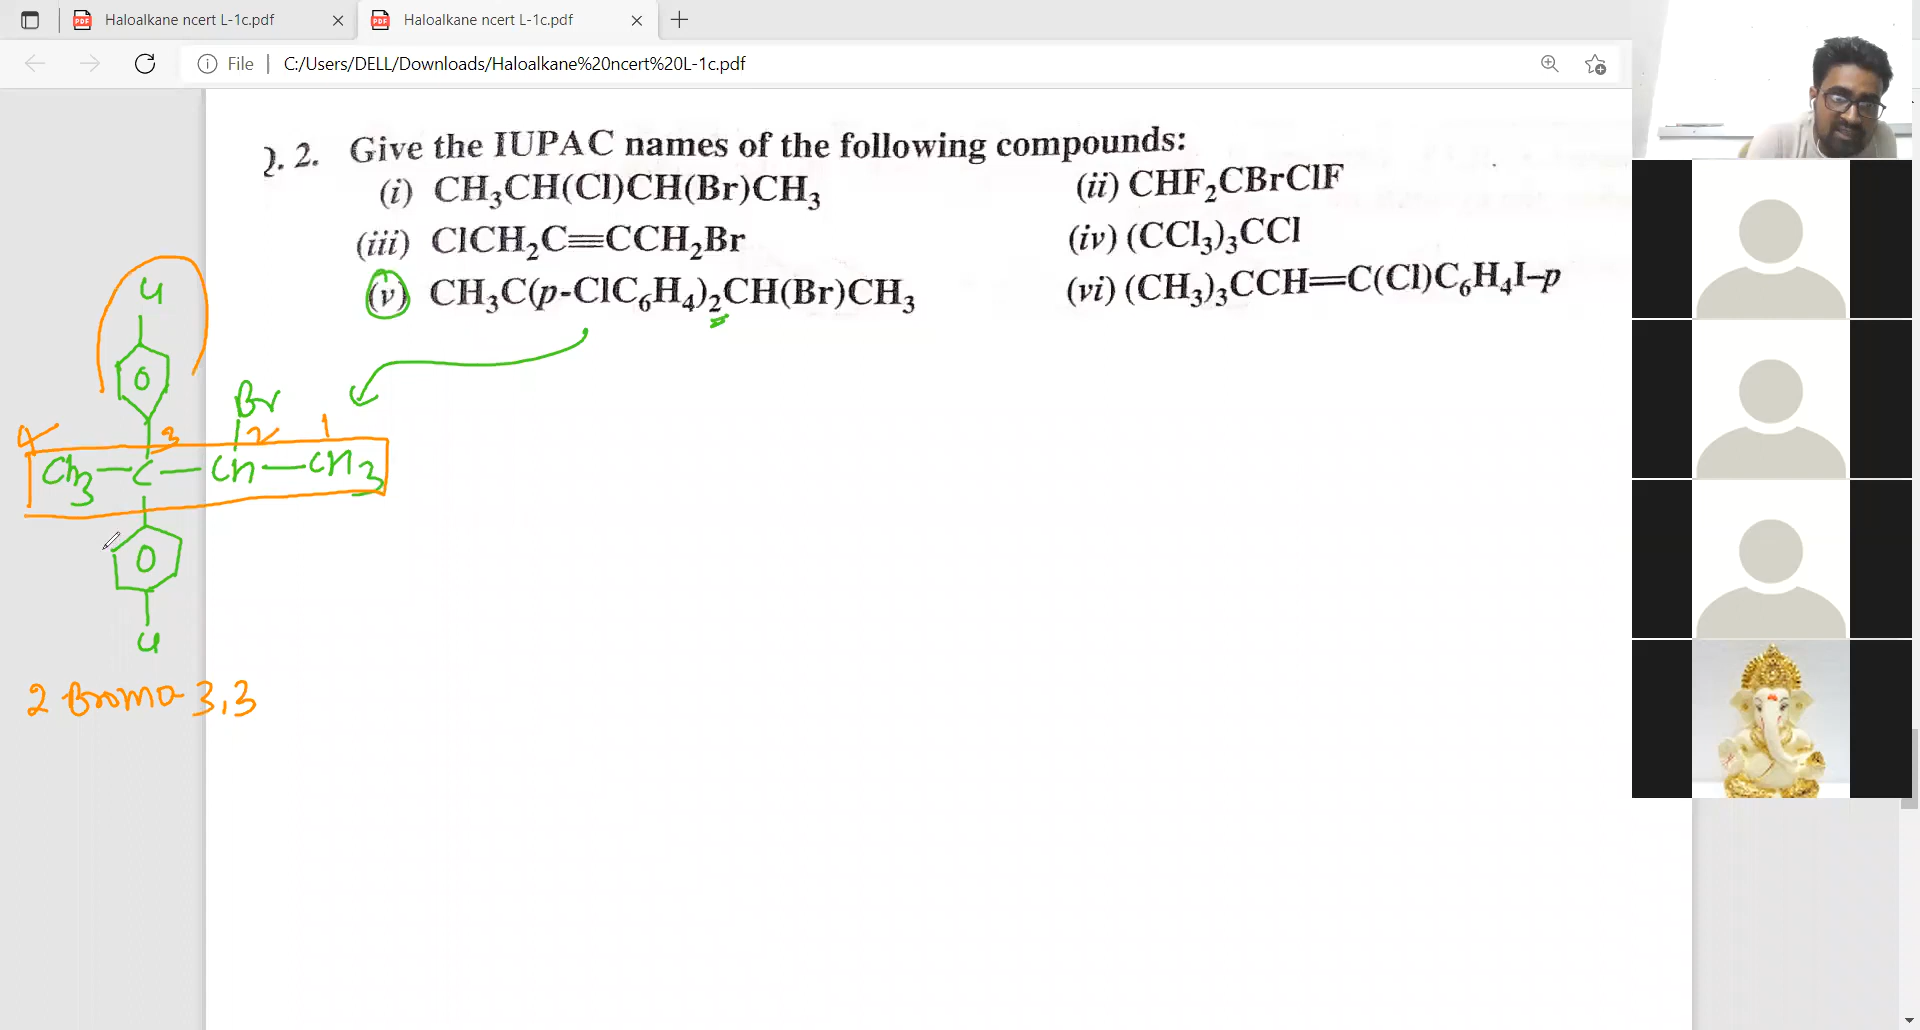 Haloalkane ncert L-1c.pdf
Haloalkane ncert L-1c.pdf
File | C:/Users/DELL/Downloads/Haloalkane%20ncert%20L-1c.pdf
2. 2. Give the IUPAC names of the following compounds:
(i) CH₃CH(Cl)CH(Br)CH₃ (ii) CHF₂CBrClF
(iii) ClCH₂C≡CCH₂Br (iv) (CCl₃)₃CCl
(v) CH₃C(p-ClC₆H₄)₂CH(Br)CH₃ (vi) (CH₃)₃CCH=C(Cl)C₆H₄I-p
Cl
Br
4 3 2 1
CH₃—C—CH—CH₃
Cl
2 Bromo 3,3